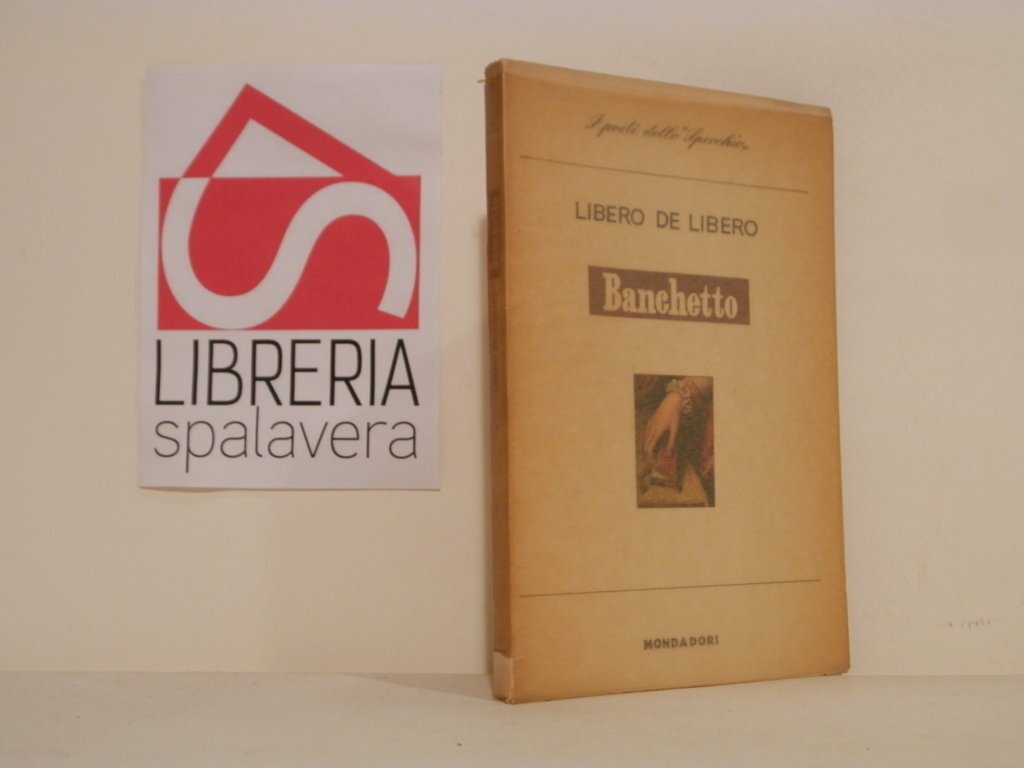 LIBRERIA
spalavera
I poeti dello "Specchio"
LIBERO DE LIBERO
Banchetto
MONDADORI